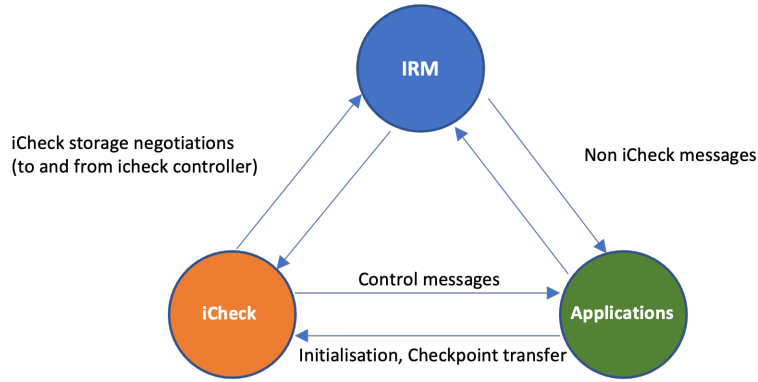 IRM
iCheck storage negotiations
(to and from icheck controller)
Non iCheck messages
Control messages
iCheck
Applications
Initialisation, Checkpoint transfer